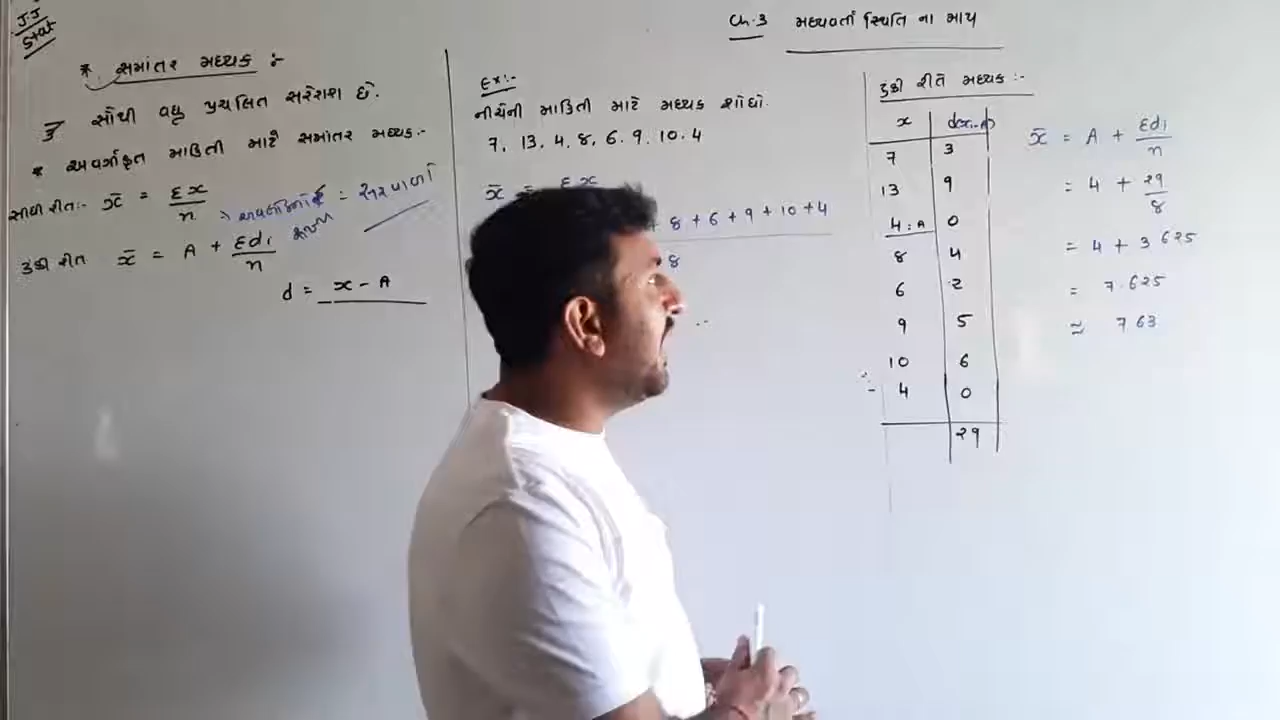 J.J
Stat
Ch.3 મધ્યવર્તી સ્થિતિ ના માપ
* સમાંતર મધ્યક :-
સૌથી વધુ પ્રચલિત સરેરાશ છે.
* અવર્ગીકૃત માહિતી માટે સમાંતર મધ્યક:-
x̄ = Σx / n
= સરવાળો
ટુંકી રીત x̄ = A + Σdi / n
d = x - A
Ex:-
નીચેની માહિતી માટે મધ્યક શોધો.
7, 13, 4, 8, 6, 9, 10, 4
x̄ = Σx
8 + 6 + 9 + 10 + 4
8
ટુંકી રીતે મધ્યક :-
x d(x-A)
7 3
13 9
4:A 0
8 4
6 2
9 5
10 6
4 0
29
x̄ = A + Σdi / n
= 4 + 29 / 8
= 4 + 3.625
= 7.625
≈ 7.63